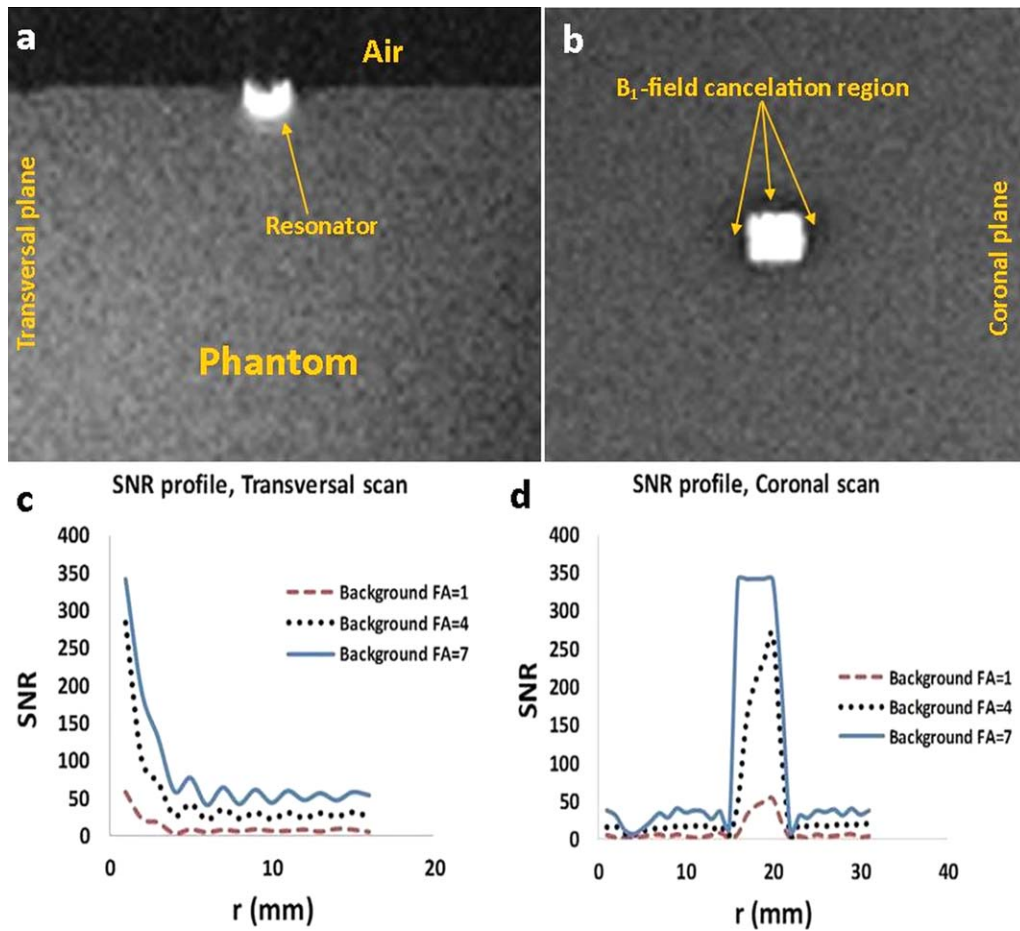 a
Air
Resonator
Transversal plane
Phantom
b
B₁-field cancelation region
Coronal plane
c
SNR profile, Transversal scan
400
350
300
250
200
150
100
50
0
SNR
Background FA=1
Background FA=4
Background FA=7
0
10
20
r (mm)
d
SNR profile, Coronal scan
400
350
300
250
200
150
100
50
0
SNR
Background FA=1
Background FA=4
Background FA=7
0
10
20
30
40
r (mm)